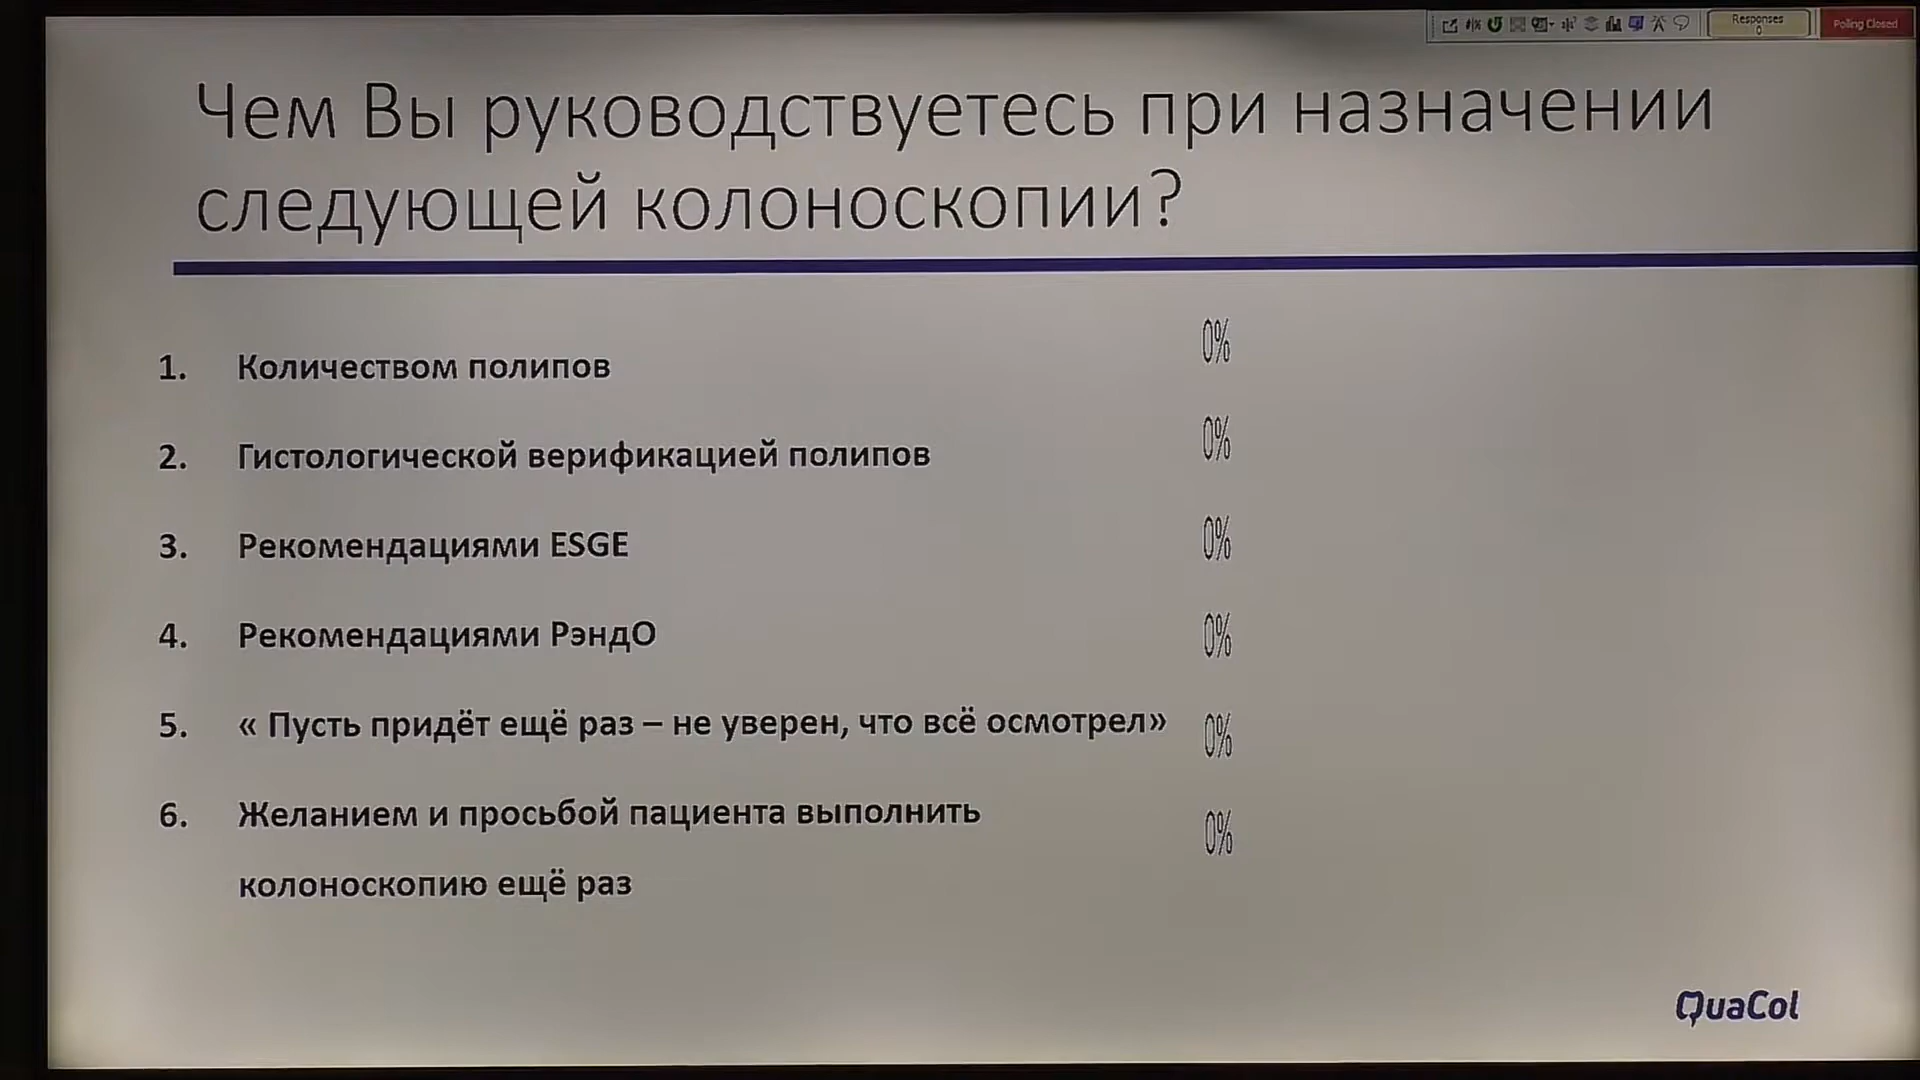 Responses
0
Polling Closed
Чем Вы руководствуетесь при назначении
следующей колоноскопии?
1. Количеством полипов 0%
2. Гистологической верификацией полипов 0%
3. Рекомендациями ESGE 0%
4. Рекомендациями РэндО 0%
5. « Пусть придёт ещё раз – не уверен, что всё осмотрел» 0%
6. Желанием и просьбой пациента выполнить 0%
колоноскопию ещё раз
QuaCol